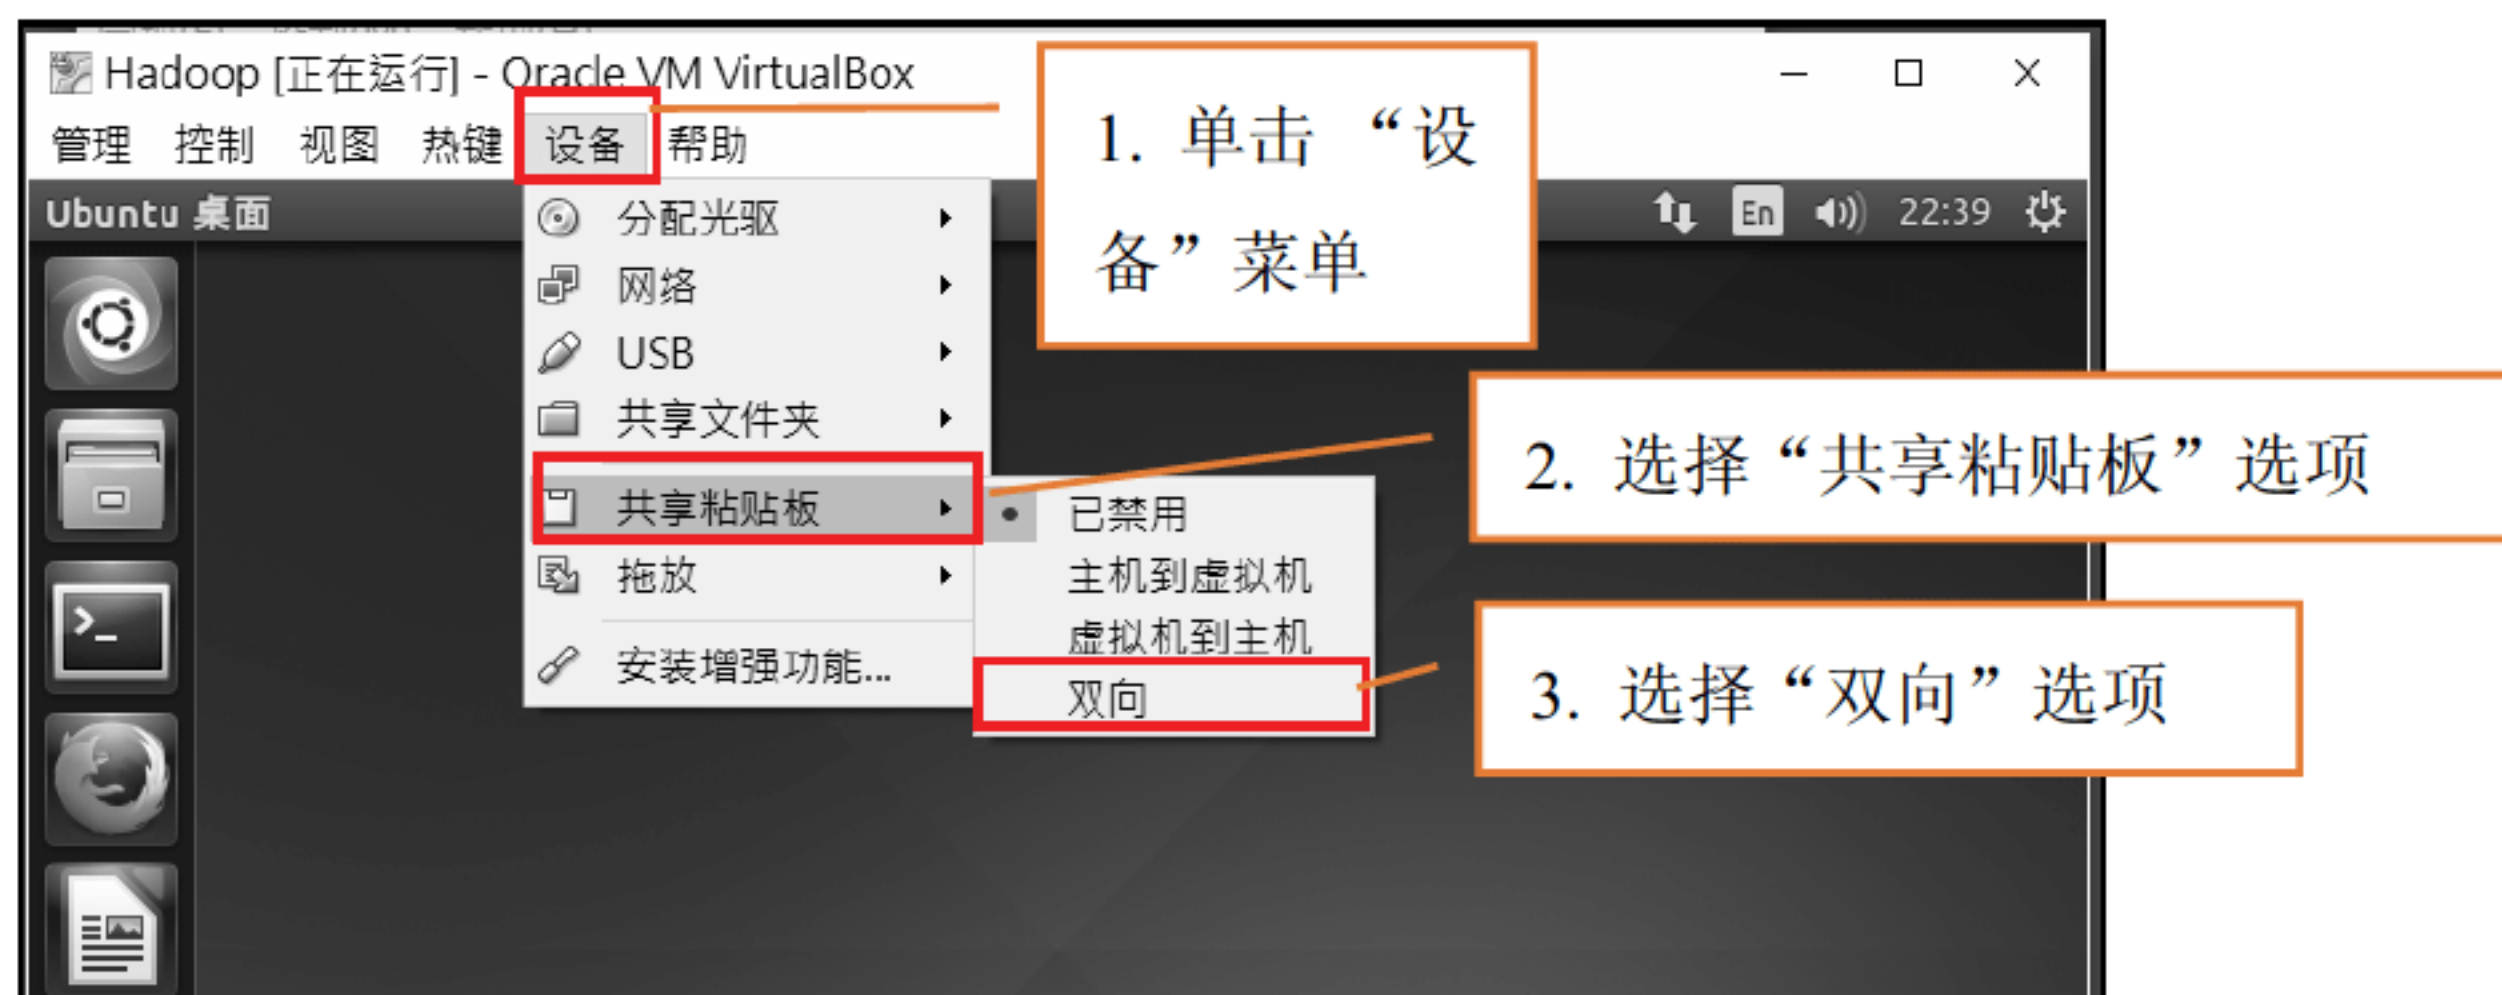 Hadoop [正在运行] - Oracle VM VirtualBox
管理 控制 视图 热键 设备 帮助
Ubuntu 桌面
En 22:39
分配光驱
网络
USB
共享文件夹
共享粘贴板
拖放
安装增强功能...
已禁用
主机到虚拟机
虚拟机到主机
双向
1. 单击 “设
备”菜单
2. 选择“共享粘贴板”选项
3. 选择“双向”选项